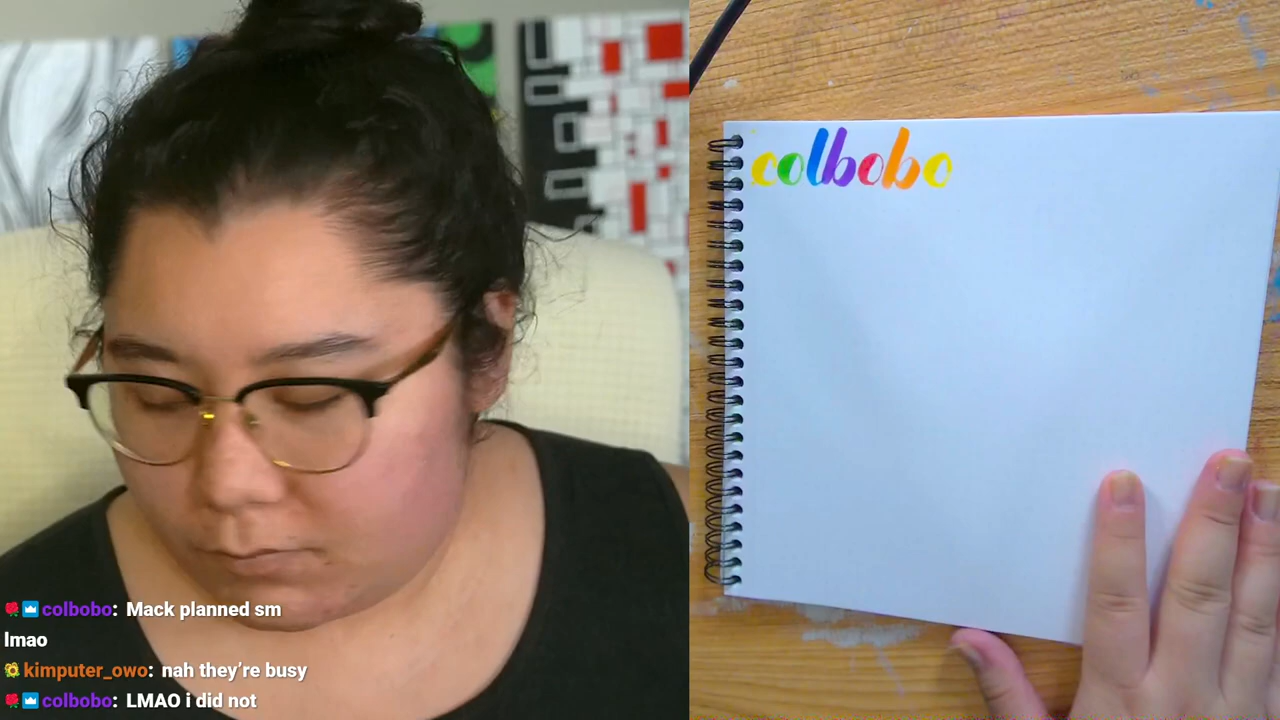 colbobo
colbobo: Mack planned sm
lmao
kimputer_owo: nah they're busy
colbobo: LMAO i did not